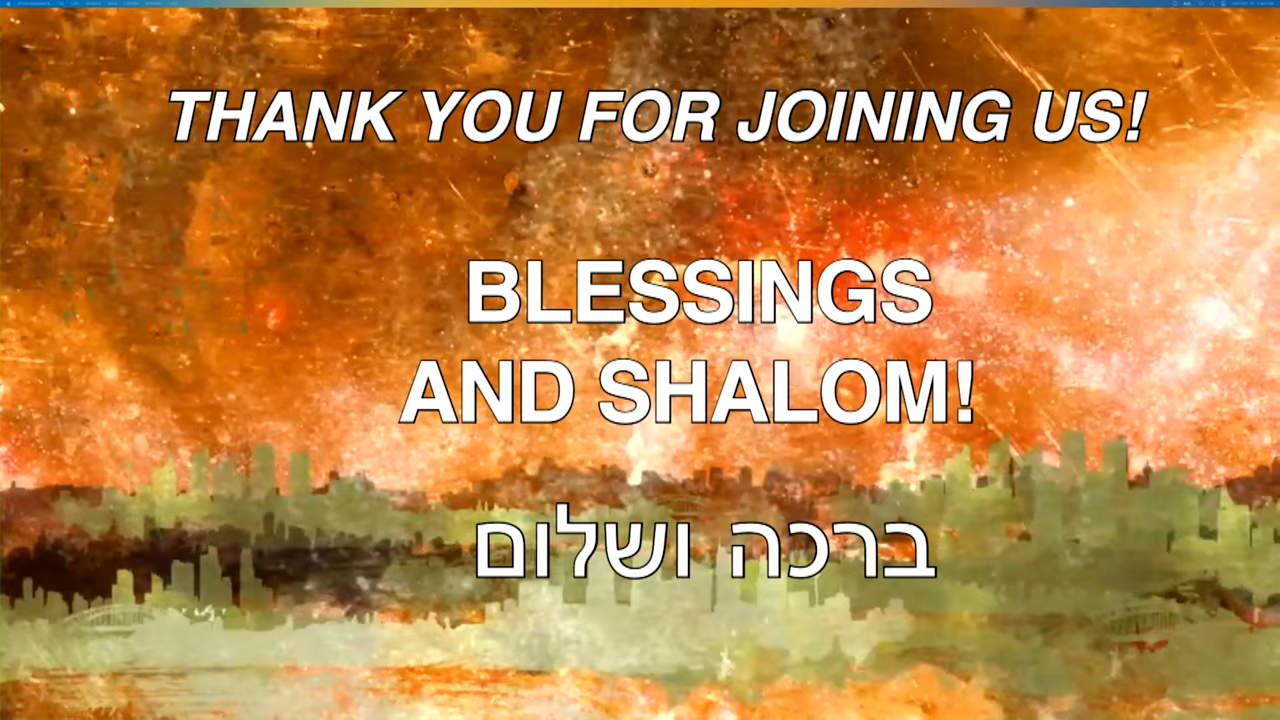 THANK YOU FOR JOINING US!
BLESSINGS
AND SHALOM!
ברכה ושלום